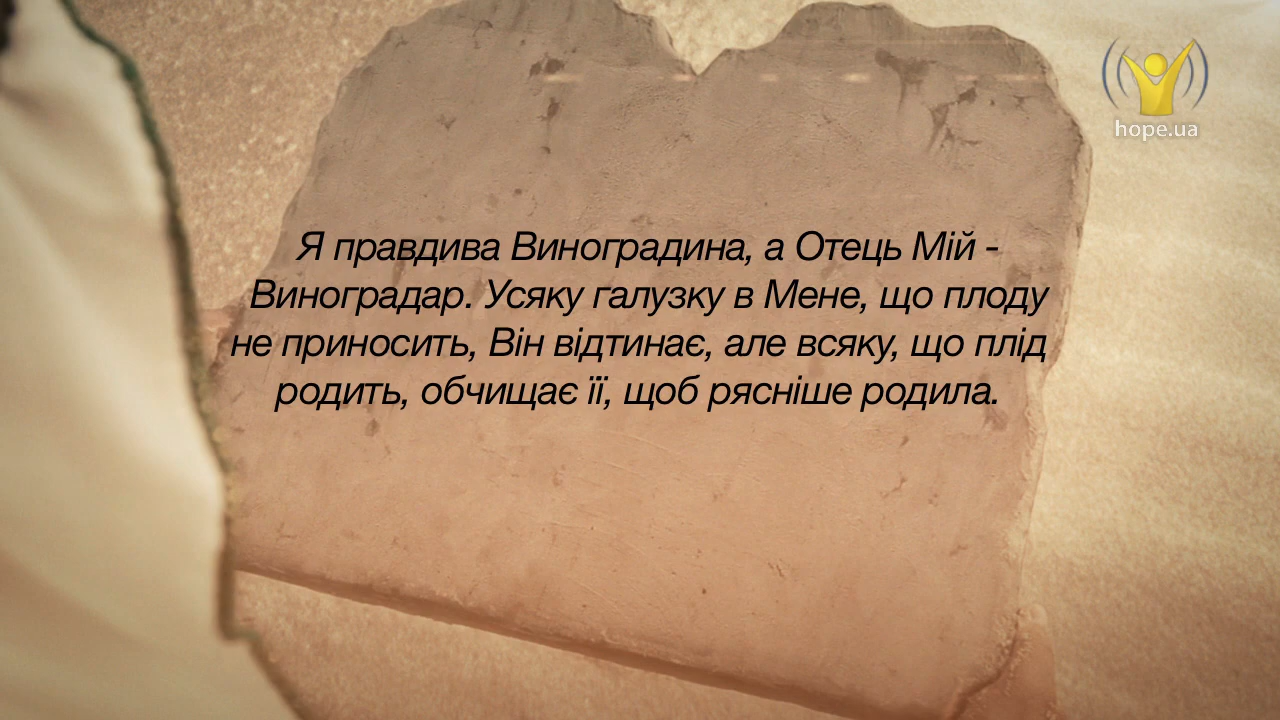 hope.ua
Я правдива Виноградина, а Отець Мій -
Виноградар. Усяку галузку в Мене, що плоду
не приносить, Він відтинає, але всяку, що плід
родить, обчищає її, щоб рясніше родила.